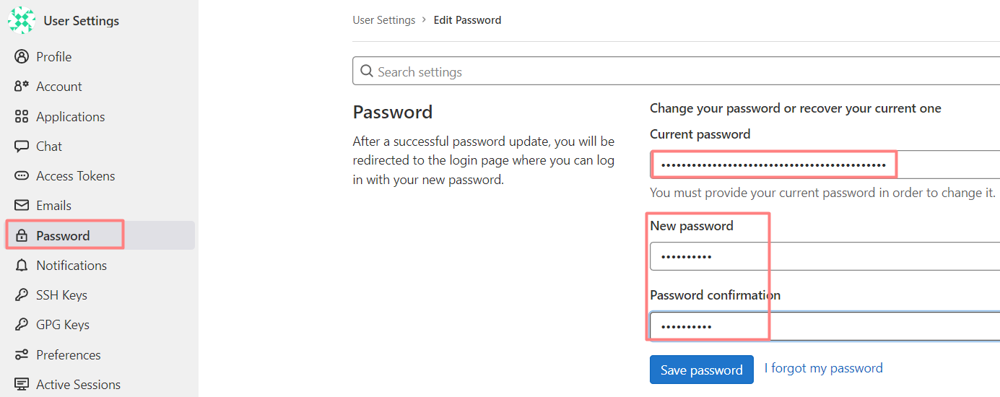 User Settings
Profile
Account
Applications
Chat
Access Tokens
Emails
Password
Notifications
SSH Keys
GPG Keys
Preferences
Active Sessions
User Settings › Edit Password
Search settings
Password
After a successful password update, you will be
redirected to the login page where you can log
in with your new password.
Change your password or recover your current one
Current password
••••••••••••••••••••••••••••••••••••••••••••
You must provide your current password in order to change it.
New password
••••••••••
Password confirmation
••••••••••
Save password I forgot my password